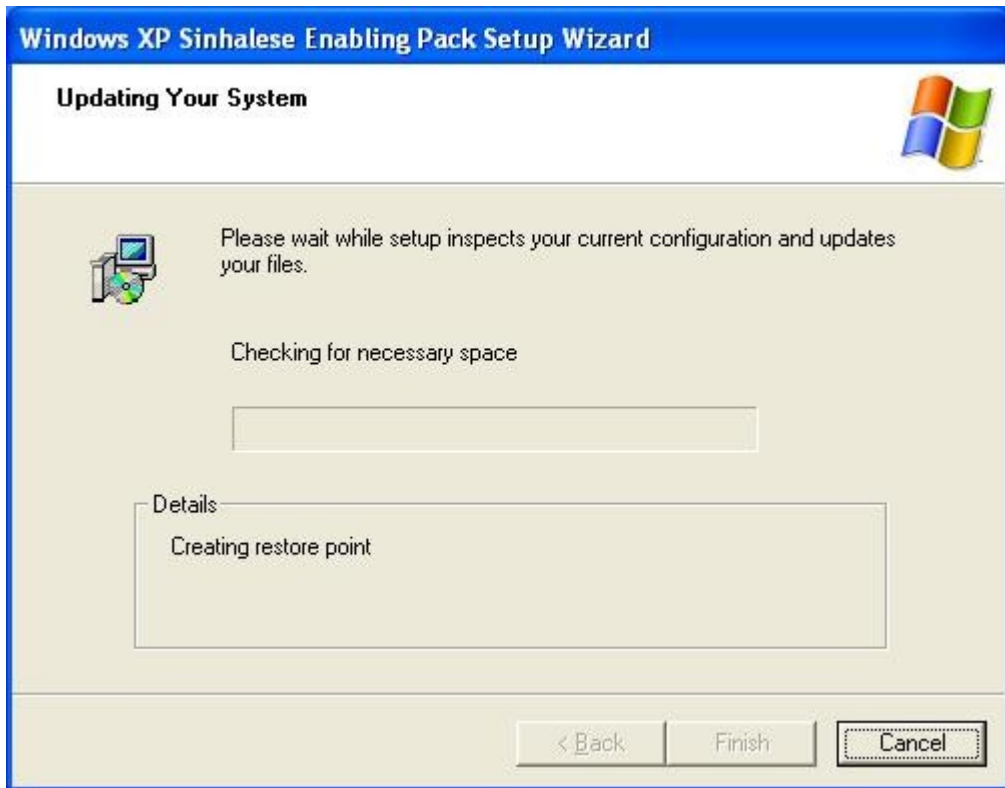 Windows XP Sinhalese Enabling Pack Setup Wizard
Updating Your System
Please wait while setup inspects your current configuration and updates
your files.
Checking for necessary space
Details
Creating restore point
< Back
Finish
Cancel